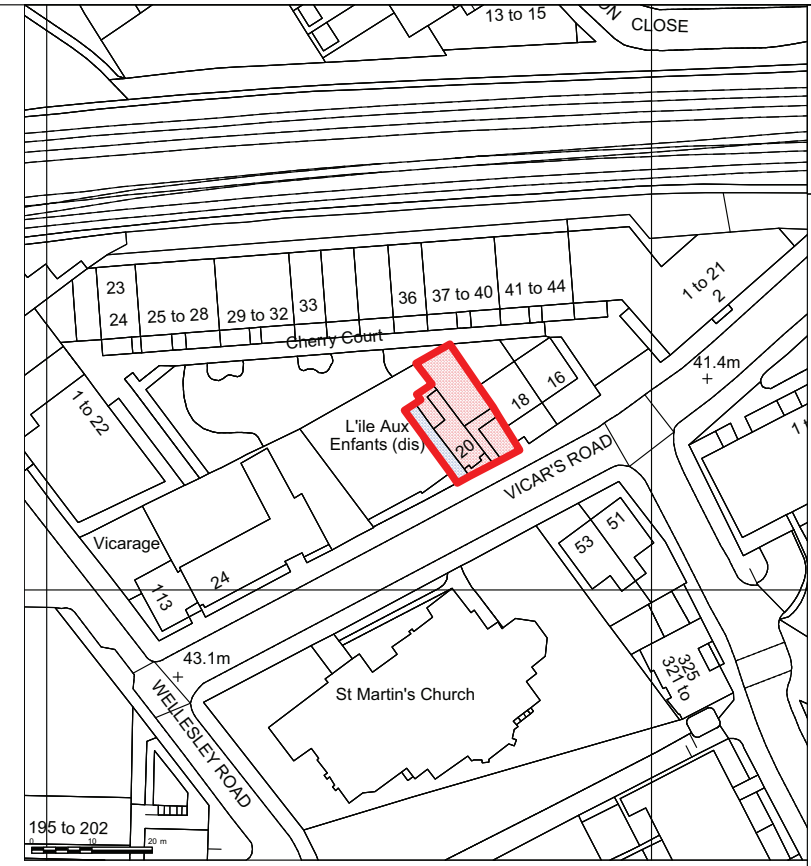 13 to 15
ON
CLOSE
23
24
25 to 28
29 to 32
33
36
37 to 40
41 to 44
1 to 21
2
Cherry Court
41.4m
1 to 22
16
18
L'ile Aux
Enfants (dis)
20
VICAR'S ROAD
1 t
51
53
Vicarage
24
113
43.1m
325
321 to
St Martin's Church
WELLESLEY ROAD
195 to 202
0 10 20 m